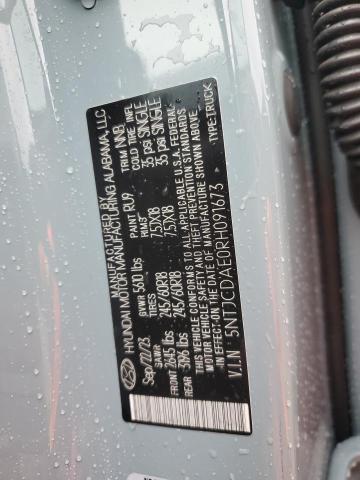 MANUFACTURED BY
HYUNDAI MOTOR MANUFACTURING ALABAMA, LLC
Sep/21/23 GVWR 5610 lbs PAINT RU9 TRIM NNB
GAWR TIRES RIMS COLD TIRE INFL
FRONT 2645 lbs 245/60R18 7.5JX18 35 psi SINGLE
REAR 3196 lbs 245/60R18 7.5JX18 35 psi SINGLE
THIS VEHICLE CONFORMS TO ALL APPLICABLE U.S.A. FEDERAL
MOTOR VEHICLE SAFETY AND THEFT PREVENTION STANDARDS
IN EFFECT ON THE DATE OF MANUFACTURE SHOWN ABOVE.
V.I.N 5NTJCDAE0RH091673 TYPE:TRUCK